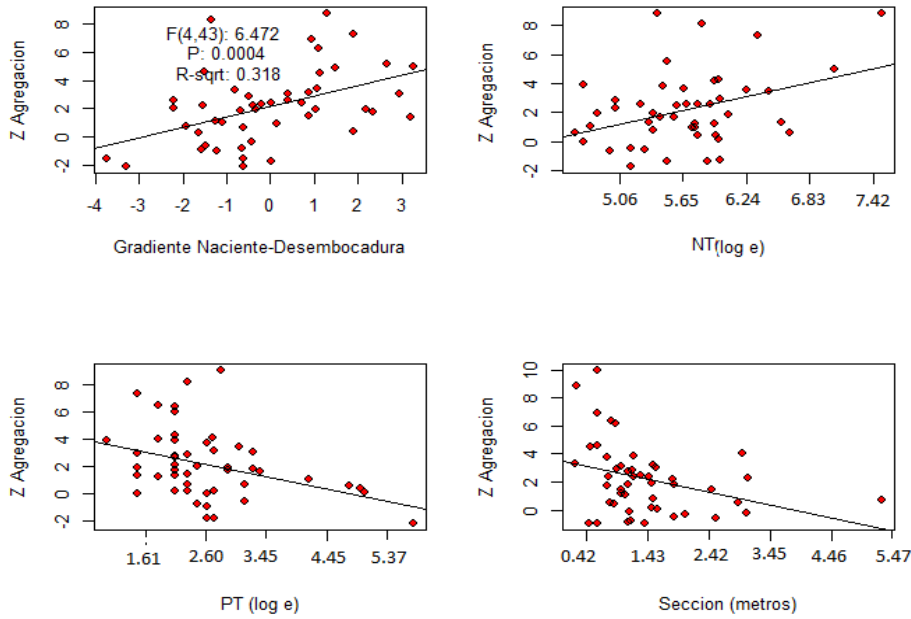 F(4,43): 6.472
P: 0.0004
R-sqrt: 0.318
Z Agregacion
8
6
4
2
0
-2
-4 -3 -2 -1 0 1 2 3
Gradiente Naciente-Desembocadura
Z Agregacion
8
6
4
2
0
-2
5.06 5.65 6.24 6.83 7.42
NT(log e)
Z Agregacion
8
6
4
2
0
-2
1.61 2.60 3.45 4.45 5.37
PT (log e)
Z Agregacion
10
8
6
4
2
0
0.42 1.43 2.42 3.45 4.46 5.47
Seccion (metros)